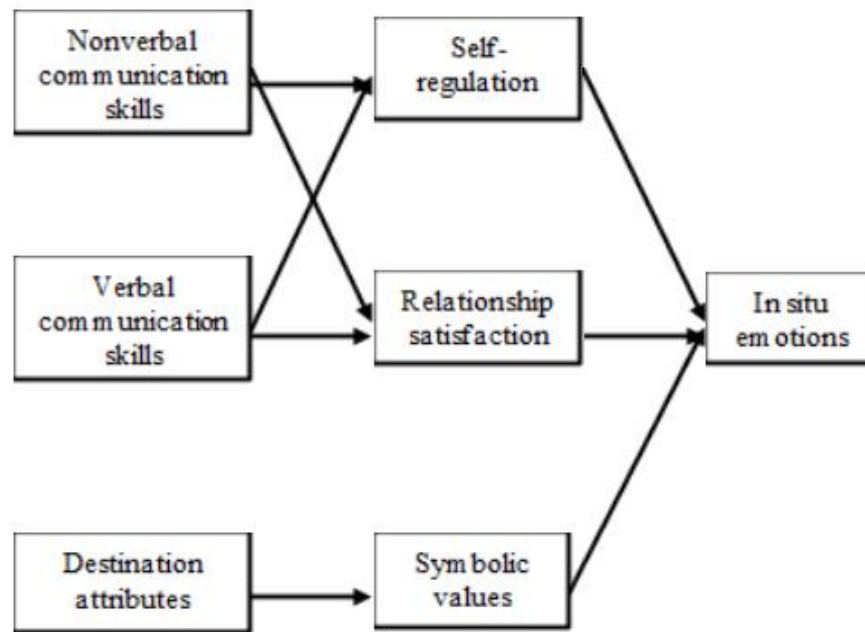 Nonverbal
communication
skills
Self-
regulation
Verbal
communication
skills
Relationship
satisfaction
In situ
emotions
Destination
attributes
Symbolic
values